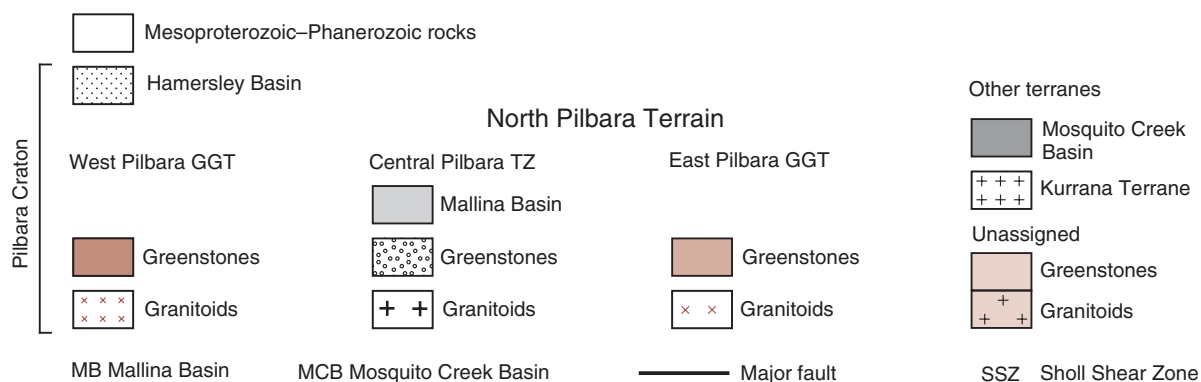 Mesoproterozoic–Phanerozoic rocks
Pilbara Craton
Hamersley Basin
North Pilbara Terrain
West Pilbara GGT
Greenstones
Granitoids
Central Pilbara TZ
Mallina Basin
Greenstones
Granitoids
East Pilbara GGT
Greenstones
Granitoids
Other terranes
Mosquito Creek
Basin
Kurrana Terrane
Unassigned
Greenstones
Granitoids
MB Mallina Basin
MCB Mosquito Creek Basin
Major fault
SSZ Sholl Shear Zone